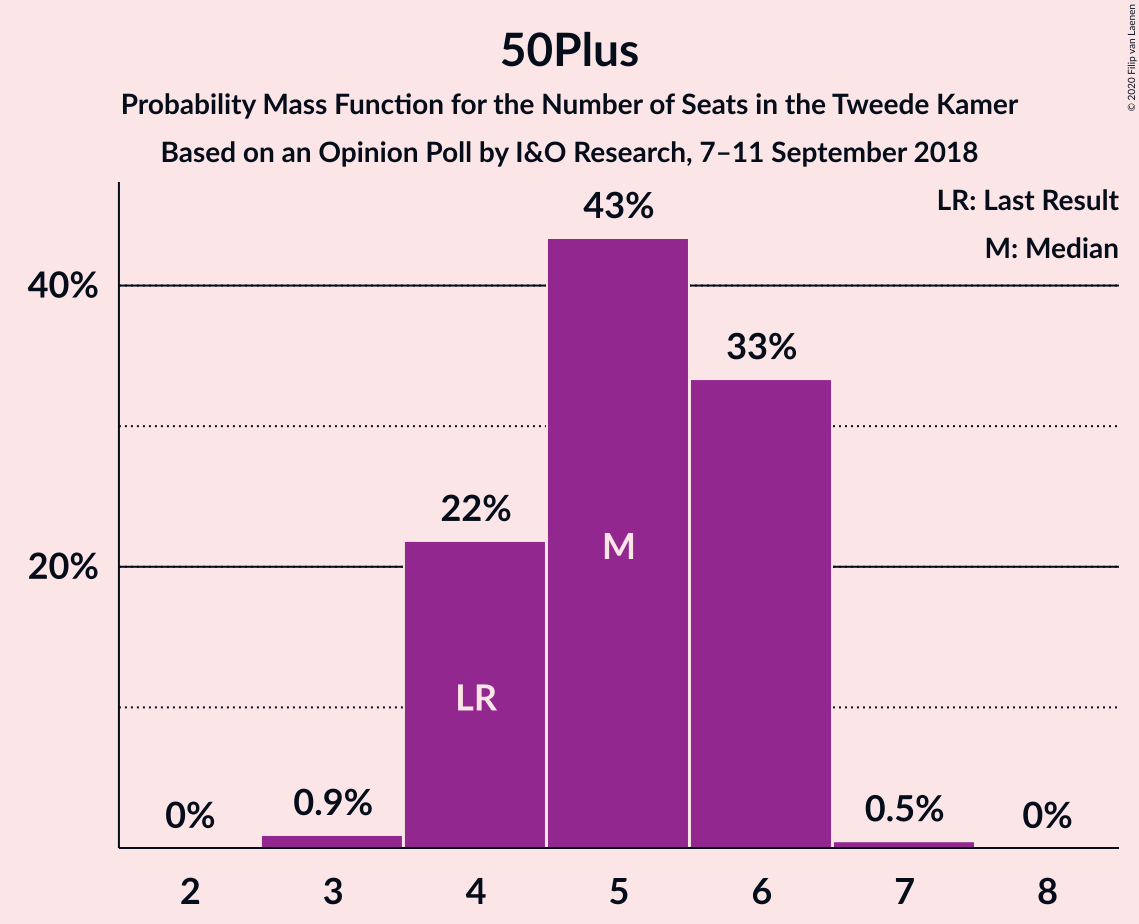 50Plus
Probability Mass Function for the Number of Seats in the Tweede Kamer
Based on an Opinion Poll by I&O Research, 7–11 September 2018
© 2020 Filip van Laenen
LR: Last Result
M: Median
43%
40%
33%
22%
20%
M
LR
0%
0.9%
0.5%
0%
2 3 4 5 6 7 8